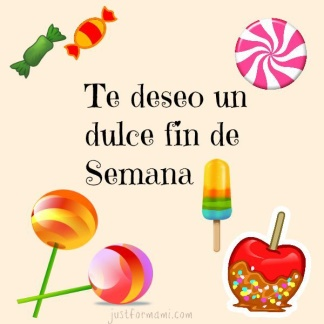 Te deseo un
dulce fin de
Semana
justformami.com